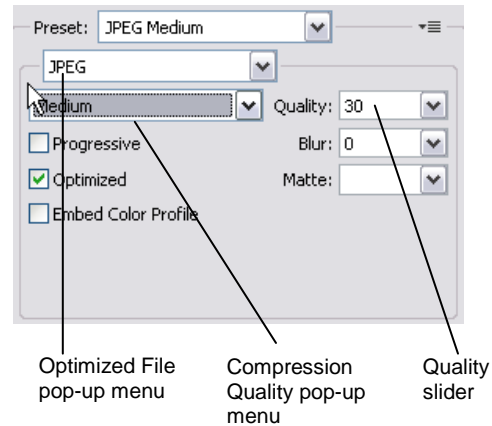 Preset: JPEG Medium
JPEG
Medium Quality: 30
Progressive Blur: 0
Optimized Matte:
Embed Color Profile
Optimized File
pop-up menu
Compression
Quality pop-up
menu
Quality
slider